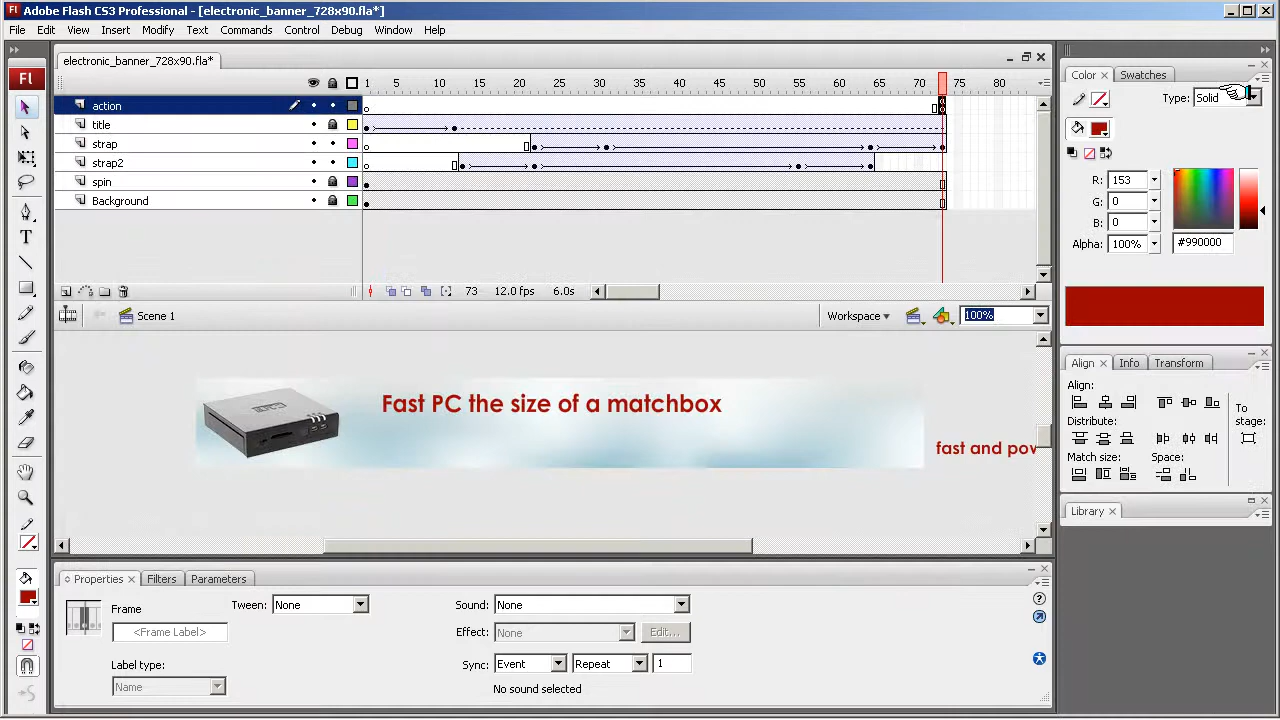 Adobe Flash CS3 Professional - [electronic_banner_728x90.fla*]
File Edit View Insert Modify Text Commands Control Debug Window Help
electronic_banner_728x90.fla*
Fl
1 5 10 15 20 25 30 35 40 45 50 55 60 65 70 75 80
action
title
strap
strap2
spin
Background
73 12.0 fps 6.0s
Scene 1
Workspace
100%
Fast PC the size of a matchbox
fast and pow
Properties Filters Parameters
Frame
<Frame Label>
Label type:
Name
Tween: None
Sound: None
Effect: None Edit...
Sync: Event Repeat 1
No sound selected
Color Swatches
Type: Solid
R: 153
G: 0
B: 0
Alpha: 100% #990000
Align Info Transform
Align:
To stage:
Distribute:
Match size: Space:
Library